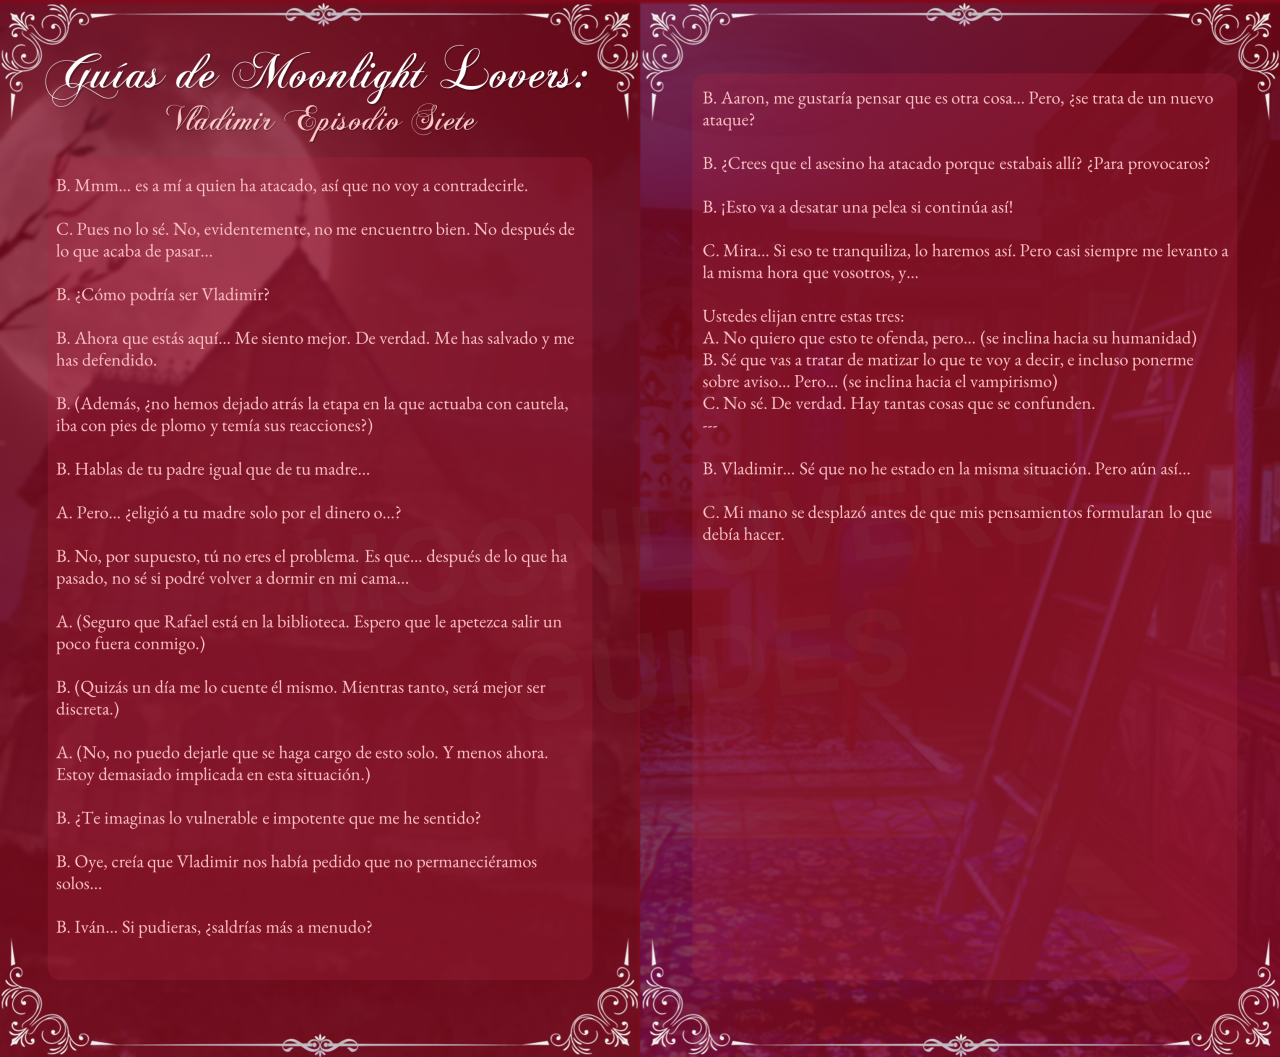 Guías de Moonlight Lovers:
Vladimir Episodio Siete
B. Mmm... es a mí a quien ha atacado, así que no voy a contradecirle.
C. Pues no lo sé. No, evidentemente, no me encuentro bien. No después de
lo que acaba de pasar...
B. ¿Cómo podría ser Vladimir?
B. Ahora que estás aquí... Me siento mejor. De verdad. Me has salvado y me
has defendido.
B. (Además, ¿no hemos dejado atrás la etapa en la que actuaba con cautela,
iba con pies de plomo y temía sus reacciones?)
B. Hablas de tu padre igual que de tu madre...
A. Pero... ¿eligió a tu madre solo por el dinero o...?
B. No, por supuesto, tú no eres el problema. Es que... después de lo que ha
pasado, no sé si podré volver a dormir en mi cama...
A. (Seguro que Rafael está en la biblioteca. Espero que le apetezca salir un
poco fuera conmigo.)
B. (Quizás un día me lo cuente él mismo. Mientras tanto, será mejor ser
discreta.)
A. (No, no puedo dejarle que se haga cargo de esto solo. Y menos ahora.
Estoy demasiado implicada en esta situación.)
B. ¿Te imaginas lo vulnerable e impotente que me he sentido?
B. Oye, creía que Vladimir nos había pedido que no permaneciéramos
solos...
B. Iván... Si pudieras, ¿saldrías más a menudo?
B. Aaron, me gustaría pensar que es otra cosa... Pero, ¿se trata de un nuevo
ataque?
B. ¿Crees que el asesino ha atacado porque estabais allí? ¿Para provocaros?
B. ¡Esto va a desatar una pelea si continúa así!
C. Mira... Si eso te tranquiliza, lo haremos así. Pero casi siempre me levanto a
la misma hora que vosotros, y...
Ustedes elijan entre estas tres:
A. No quiero que esto te ofenda, pero... (se inclina hacia su humanidad)
B. Sé que vas a tratar de matizar lo que te voy a decir, e incluso ponerme
sobre aviso... Pero... (se inclina hacia el vampirismo)
C. No sé. De verdad. Hay tantas cosas que se confunden.
---
B. Vladimir... Sé que no he estado en la misma situación. Pero aún así...
C. Mi mano se desplazó antes de que mis pensamientos formularan lo que
debía hacer.
MOONLOVERS
GUIDES